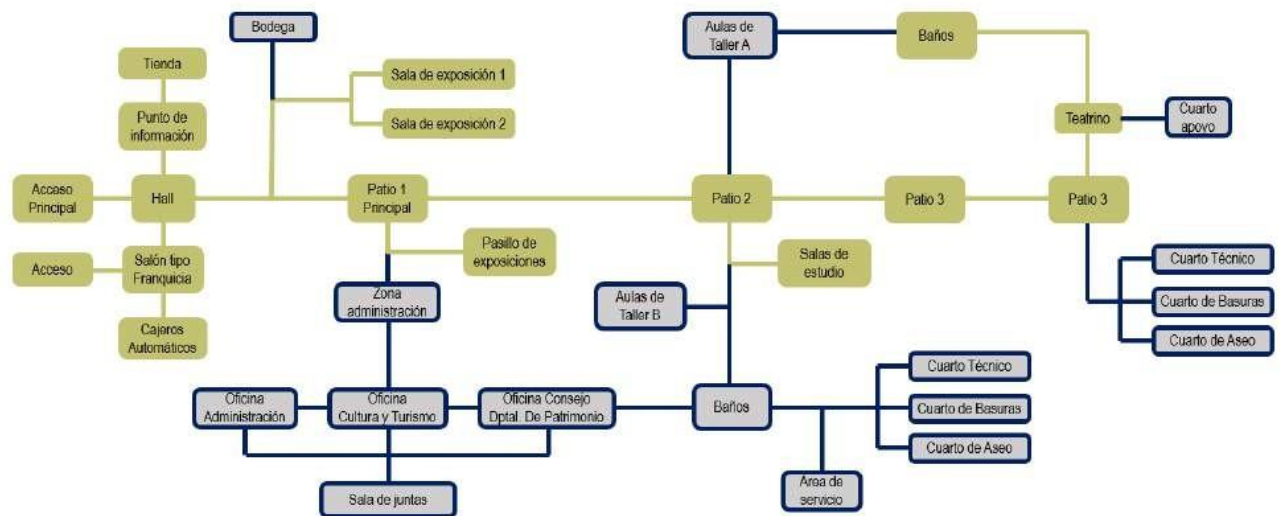 Bodega
Aulas de
Taller A
Baños
Tienda
Sala de exposición 1
Punto de
información
Sala de exposición 2
Teatrino
Cuarto
apoyo
Acceso
Principal
Hall
Patio 1
Principal
Patio 2
Patio 3
Patio 3
Acceso
Salón tipo
Franquicia
Pasillo de
exposiciones
Salas de
estudio
Cuarto Técnico
Zona
administración
Aulas de
Taller B
Cuarto de Basuras
Cajeros
Automáticos
Cuarto de Aseo
Cuarto Técnico
Oficina
Administración
Oficina
Cultura y Turismo
Oficina Consejo
Dptal. De Patrimonio
Baños
Cuarto de Basuras
Cuarto de Aseo
Sala de juntas
Area de
servicio